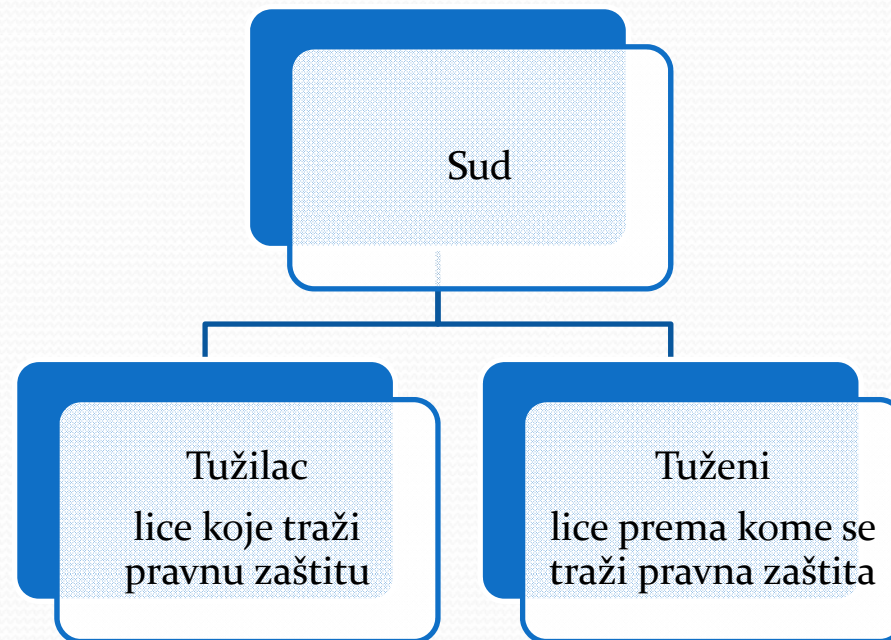 Sud
Tužilac
lice koje traži
pravnu zaštitu
Tuženi
lice prema kome se
traži pravna zaštita